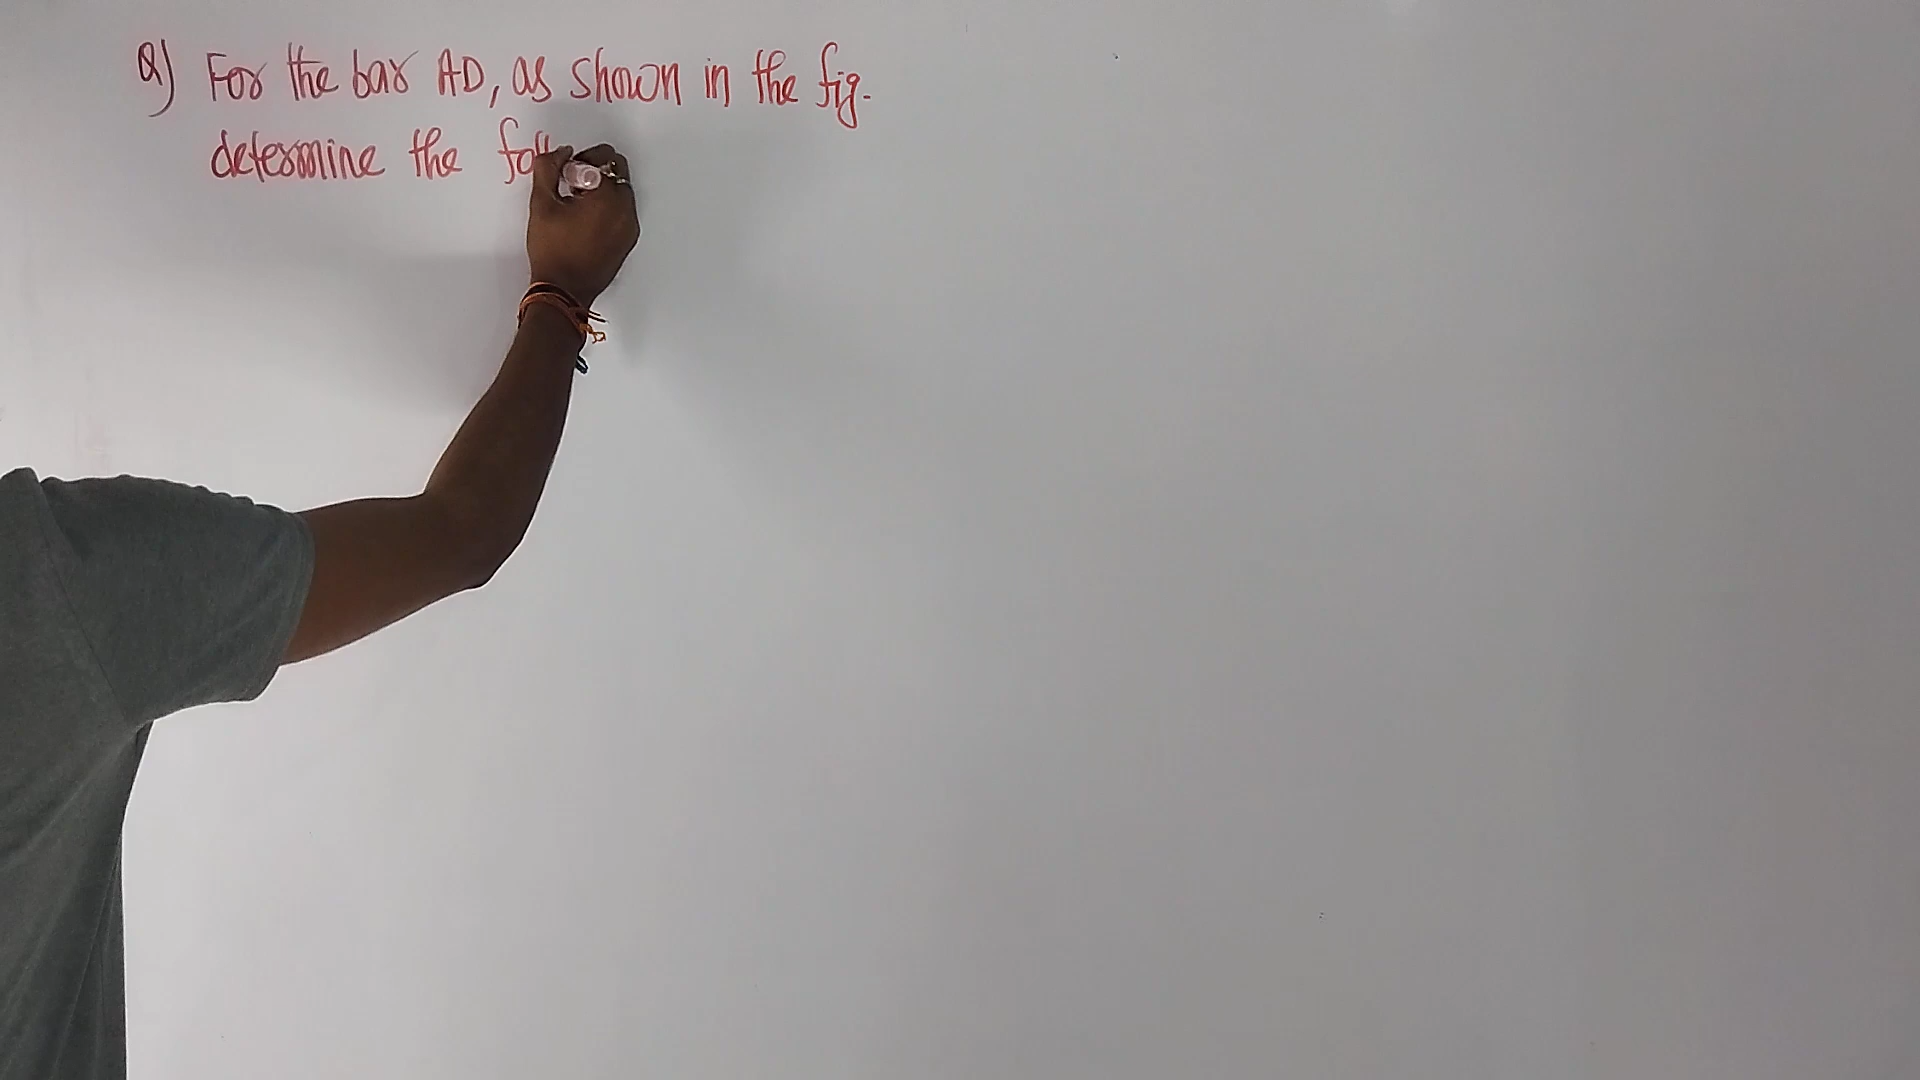 Q) For the bar AD, as shown in the fig.
determine the